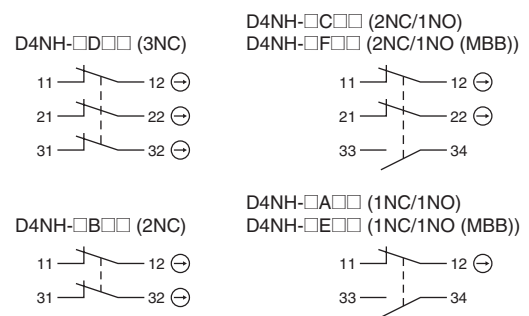 D4NH-□D□□ (3NC)
11 12
21 22
31 32
D4NH-□C□□ (2NC/1NO)
D4NH-□F□□ (2NC/1NO (MBB))
11 12
21 22
33 34
D4NH-□B□□ (2NC)
11 12
31 32
D4NH-□A□□ (1NC/1NO)
D4NH-□E□□ (1NC/1NO (MBB))
11 12
33 34